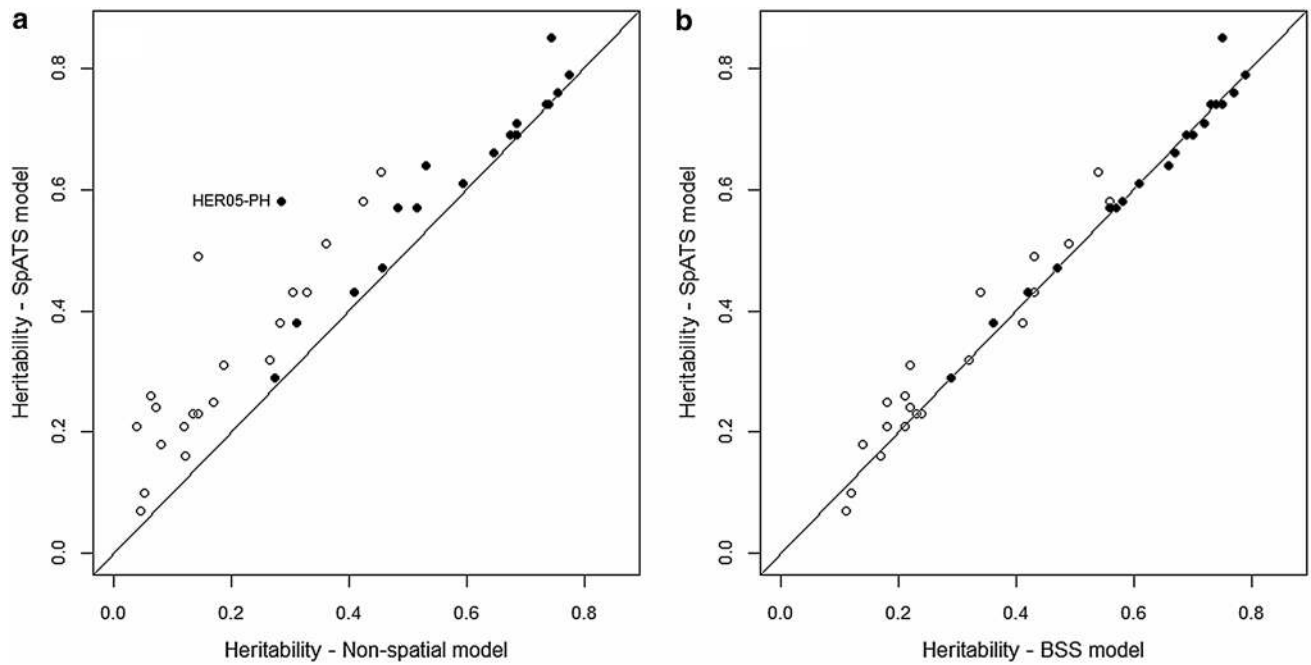 a
Heritability - SpATS model
0.0 0.2 0.4 0.6 0.8
HER05-PH
0.0 0.2 0.4 0.6 0.8
Heritability - Non-spatial model
b
Heritability - SpATS model
0.0 0.2 0.4 0.6 0.8
0.0 0.2 0.4 0.6 0.8
Heritability - BSS model